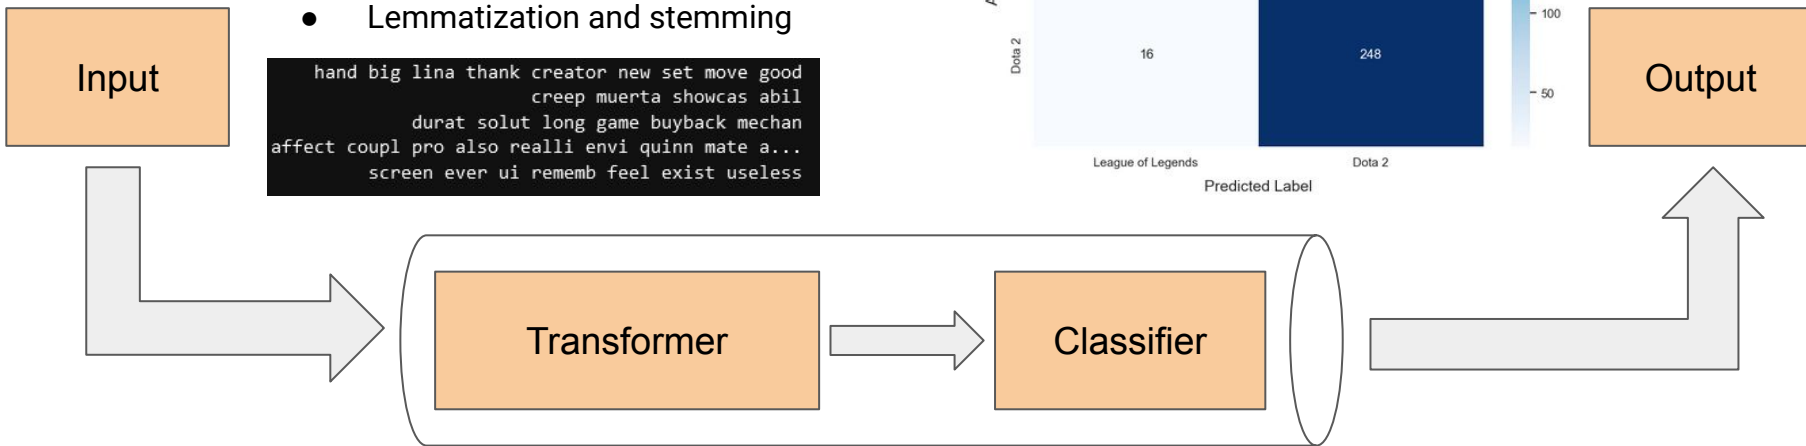 ● Lemmatization and stemming
Input
hand big lina thank creator new set move good
creep muerta showcas abil
durat solut long game buyback mechan
affect coupl pro also realli envi quinn mate a...
screen ever ui rememb feel exist useless
Dota 2
16
248
100
50
League of Legends
Dota 2
Predicted Label
Output
Transformer
Classifier